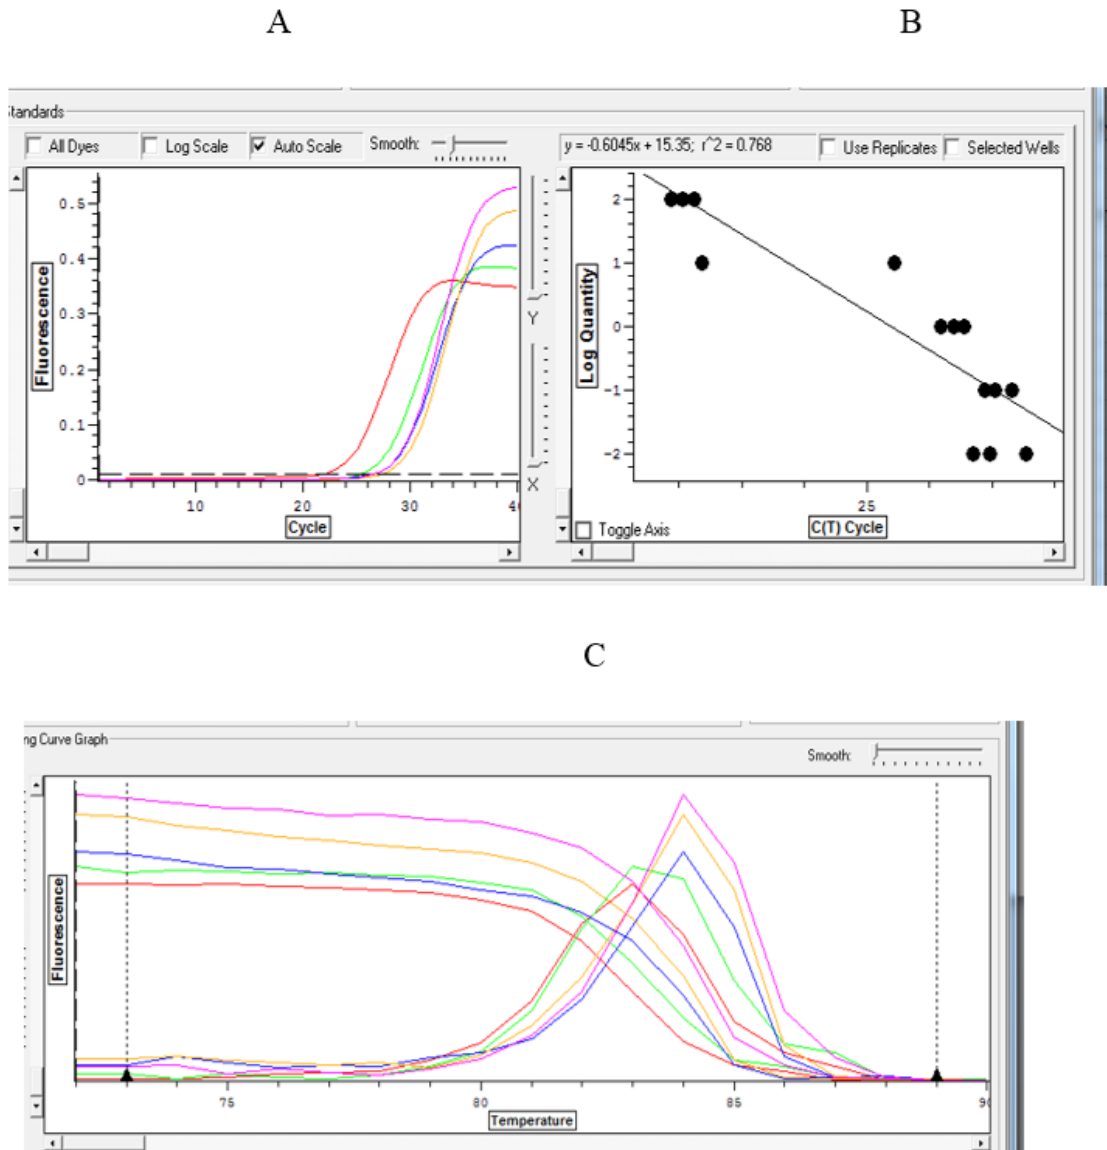 A
B
Standards
All Dyes
Log Scale
Auto Scale
Smooth:
y = -0.6045x + 15.35; r^2 = 0.768
Use Replicates
Selected Wells
Fluorescence
0.5
0.4
0.3
0.2
0.1
0
10
20
30
4
Cycle
Y
X
Log Quantity
2
1
0
-1
-2
25
Toggle Axis
C(T) Cycle
C
ng Curve Graph
Smooth:
Fluorescence
75
80
85
90
Temperature